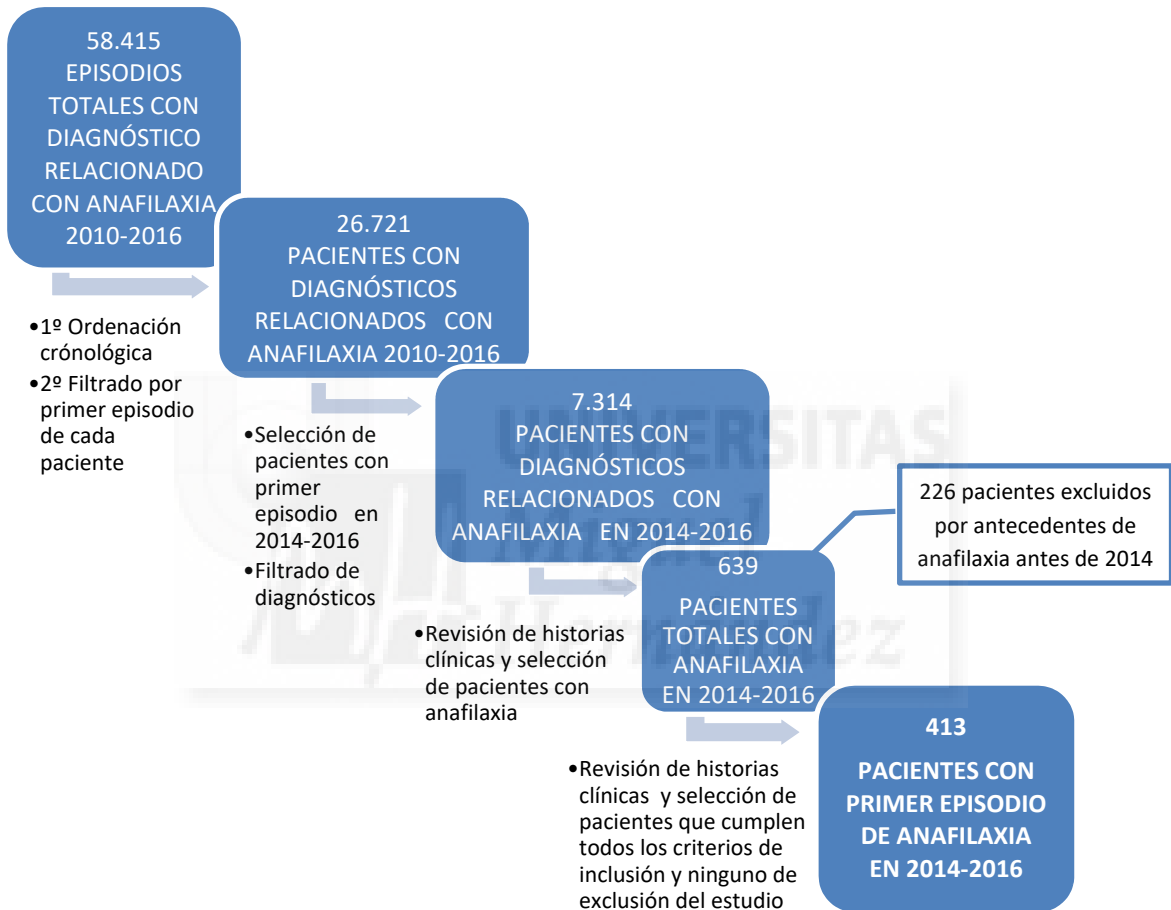 58.415
EPISODIOS
TOTALES CON
DIAGNÓSTICO
RELACIONADO
CON ANAFILAXIA
2010-2016
•1º Ordenación
crónológica
•2º Filtrado por
primer episodio
de cada
paciente
26.721
PACIENTES CON
DIAGNÓSTICOS
RELACIONADOS CON
ANAFILAXIA 2010-2016
•Selección de
pacientes con
primer
episodio en
2014-2016
•Filtrado de
diagnósticos
7.314
PACIENTES CON
DIAGNÓSTICOS
RELACIONADOS CON
ANAFILAXIA EN 2014-2016
•Revisión de historias
clínicas y selección
de pacientes con
anafilaxia
639
PACIENTES
TOTALES CON
ANAFILAXIA
EN 2014-2016
226 pacientes excluidos
por antecedentes de
anafilaxia antes de 2014
•Revisión de historias
clínicas y selección de
pacientes que cumplen
todos los criterios de
inclusión y ninguno de
exclusión del estudio
413
PACIENTES CON
PRIMER EPISODIO
DE ANAFILAXIA
EN 2014-2016
UNIVERSITAS
Miguel
Hernández